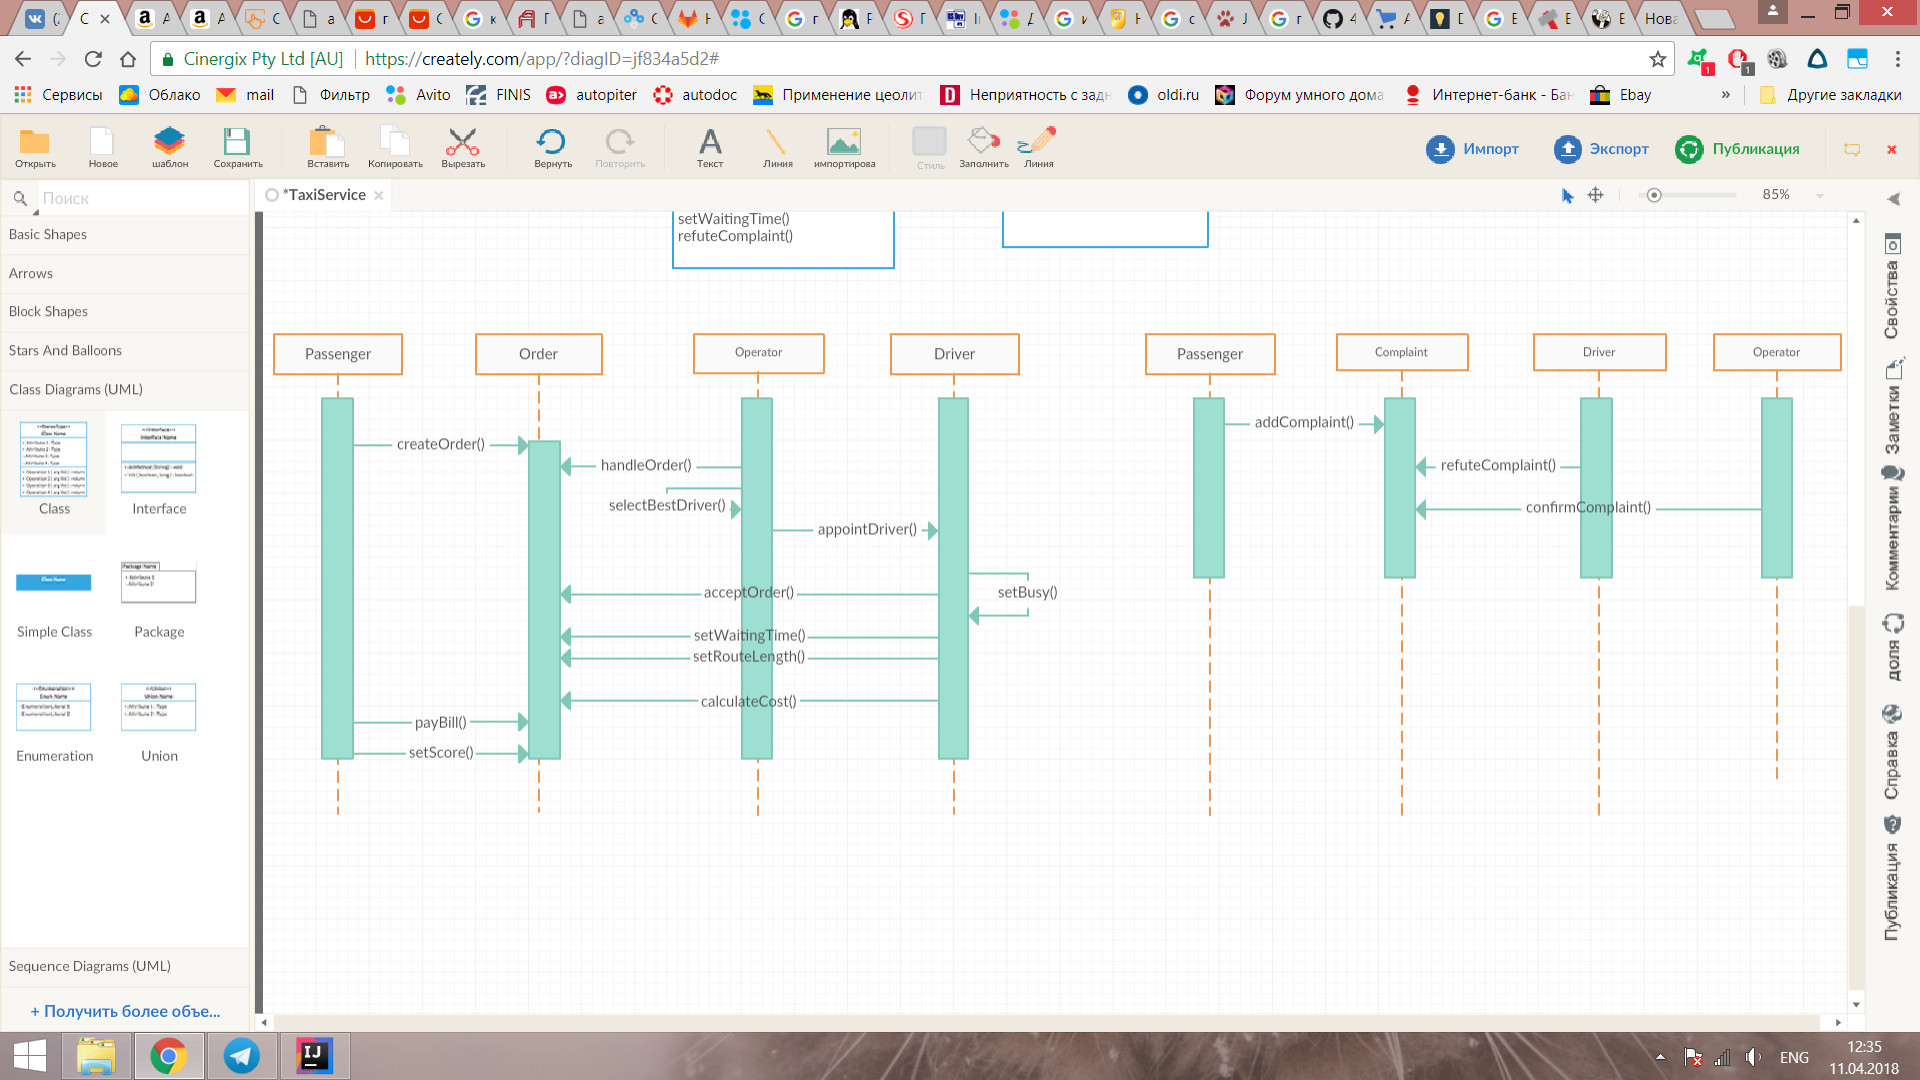 Cinergix Pty Ltd [AU]
https://creately.com/app/?diagID=jf834a5d2#
Сервисы
Облако
mail
Фильтр
Avito
FINIS
autopiter
autodoc
Применение цеолит
Неприятность с задн
oldi.ru
Форум умного дома
Интернет-банк - Бан
Ebay
»
Другие закладки
Открыть
Новое
шаблон
Сохранить
Вставить
Копировать
Вырезать
Вернуть
Повторить
Текст
Линия
импортирова
Стиль
Заполнить
Линия
Импорт
Экспорт
Публикация
Поиск
*TaxiService
85%
Basic Shapes
Arrows
Block Shapes
Stars And Balloons
Class Diagrams (UML)
Class
Interface
Simple Class
Package
Enumeration
Union
Sequence Diagrams (UML)
+ Получить более объе...
setWaitingTime()
refuteComplaint()
Passenger
Order
Operator
Driver
createOrder()
handleOrder()
selectBestDriver()
appointDriver()
setBusy()
acceptOrder()
setWaitingTime()
setRouteLength()
calculateCost()
payBill()
setScore()
Passenger
Complaint
Driver
Operator
addComplaint()
refuteComplaint()
confirmComplaint()
Свойства
Заметки
Комментарии
доля
Справка
Публикация
ENG
12:35
11.04.2018